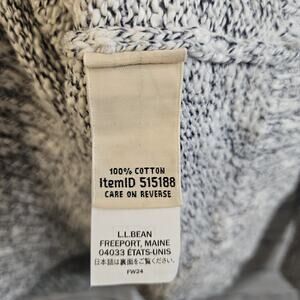 100% COTTON
ItemID 515188
CARE ON REVERSE
L.L.BEAN
FREEPORT, MAINE
04033 ÉTATS-UNIS
日本語は裏面をご覧ください。
FW24